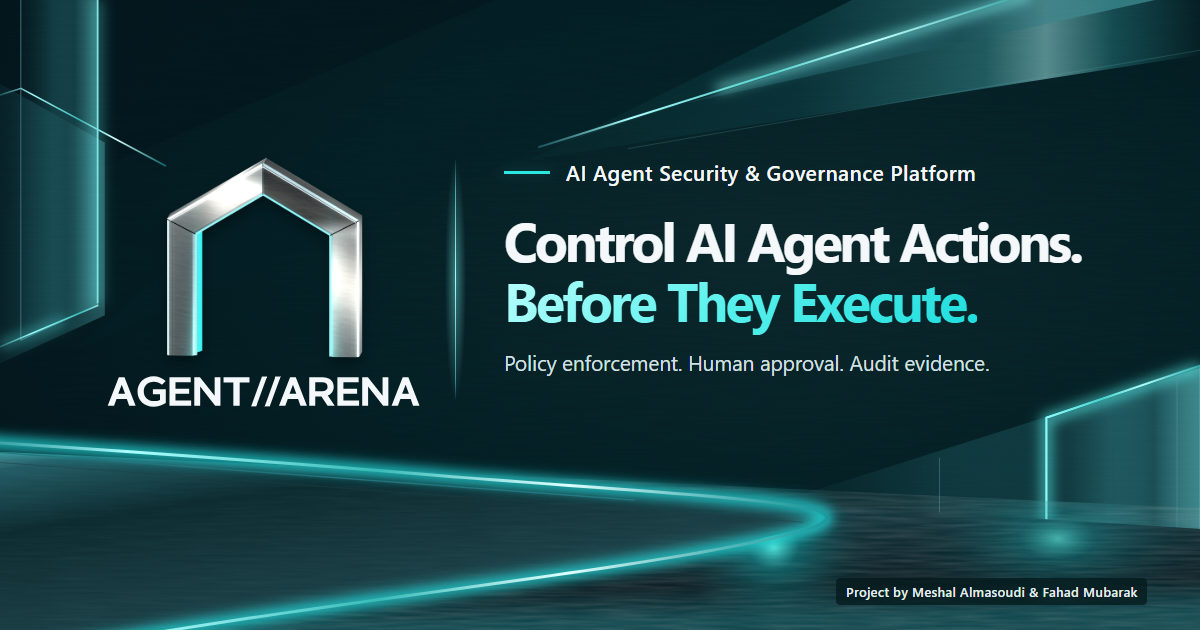 AI Agent Security & Governance Platform
Control AI Agent Actions.
Before They Execute.
Policy enforcement. Human approval. Audit evidence.
AGENT//ARENA
Project by Meshal Almasoudi & Fahad Mubarak